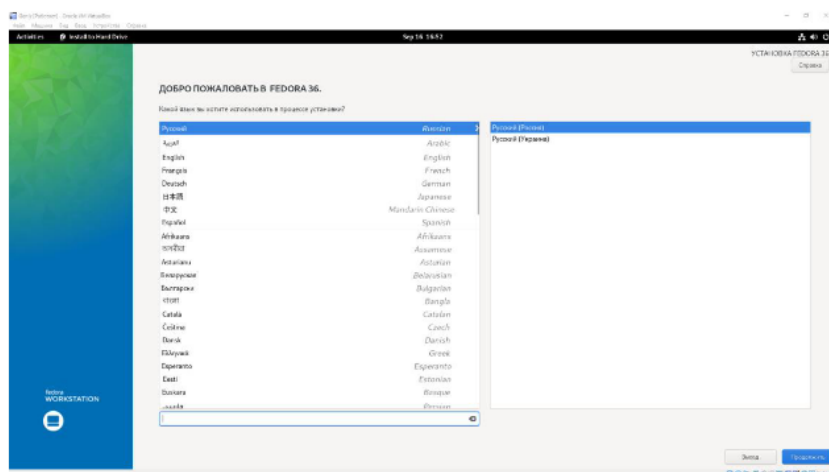 Activities Install to Hard Drive Sep 16 16:52
УСТАНОВКА FEDORA 36
Справка
ДОБРО ПОЖАЛОВАТЬ В FEDORA 36.
Какой язык вы хотите использовать в процессе установки?
Русский Russian
العربية Arabic
English English
Français French
Deutsch German
日本語 Japanese
中文 Mandarin Chinese
Español Spanish
Afrikaans Afrikaans
অসমীয়া Assamese
Asturianu Asturian
Беларуская Belarusian
Български Bulgarian
বাংলা Bangla
Català Catalan
Čeština Czech
Dansk Danish
Ελληνικά Greek
Esperanto Esperanto
Eesti Estonian
Euskara Basque
فارسی Persian
Русский (Россия)
Русский (Украина)
fedora
WORKSTATION
Выход
Продолжить